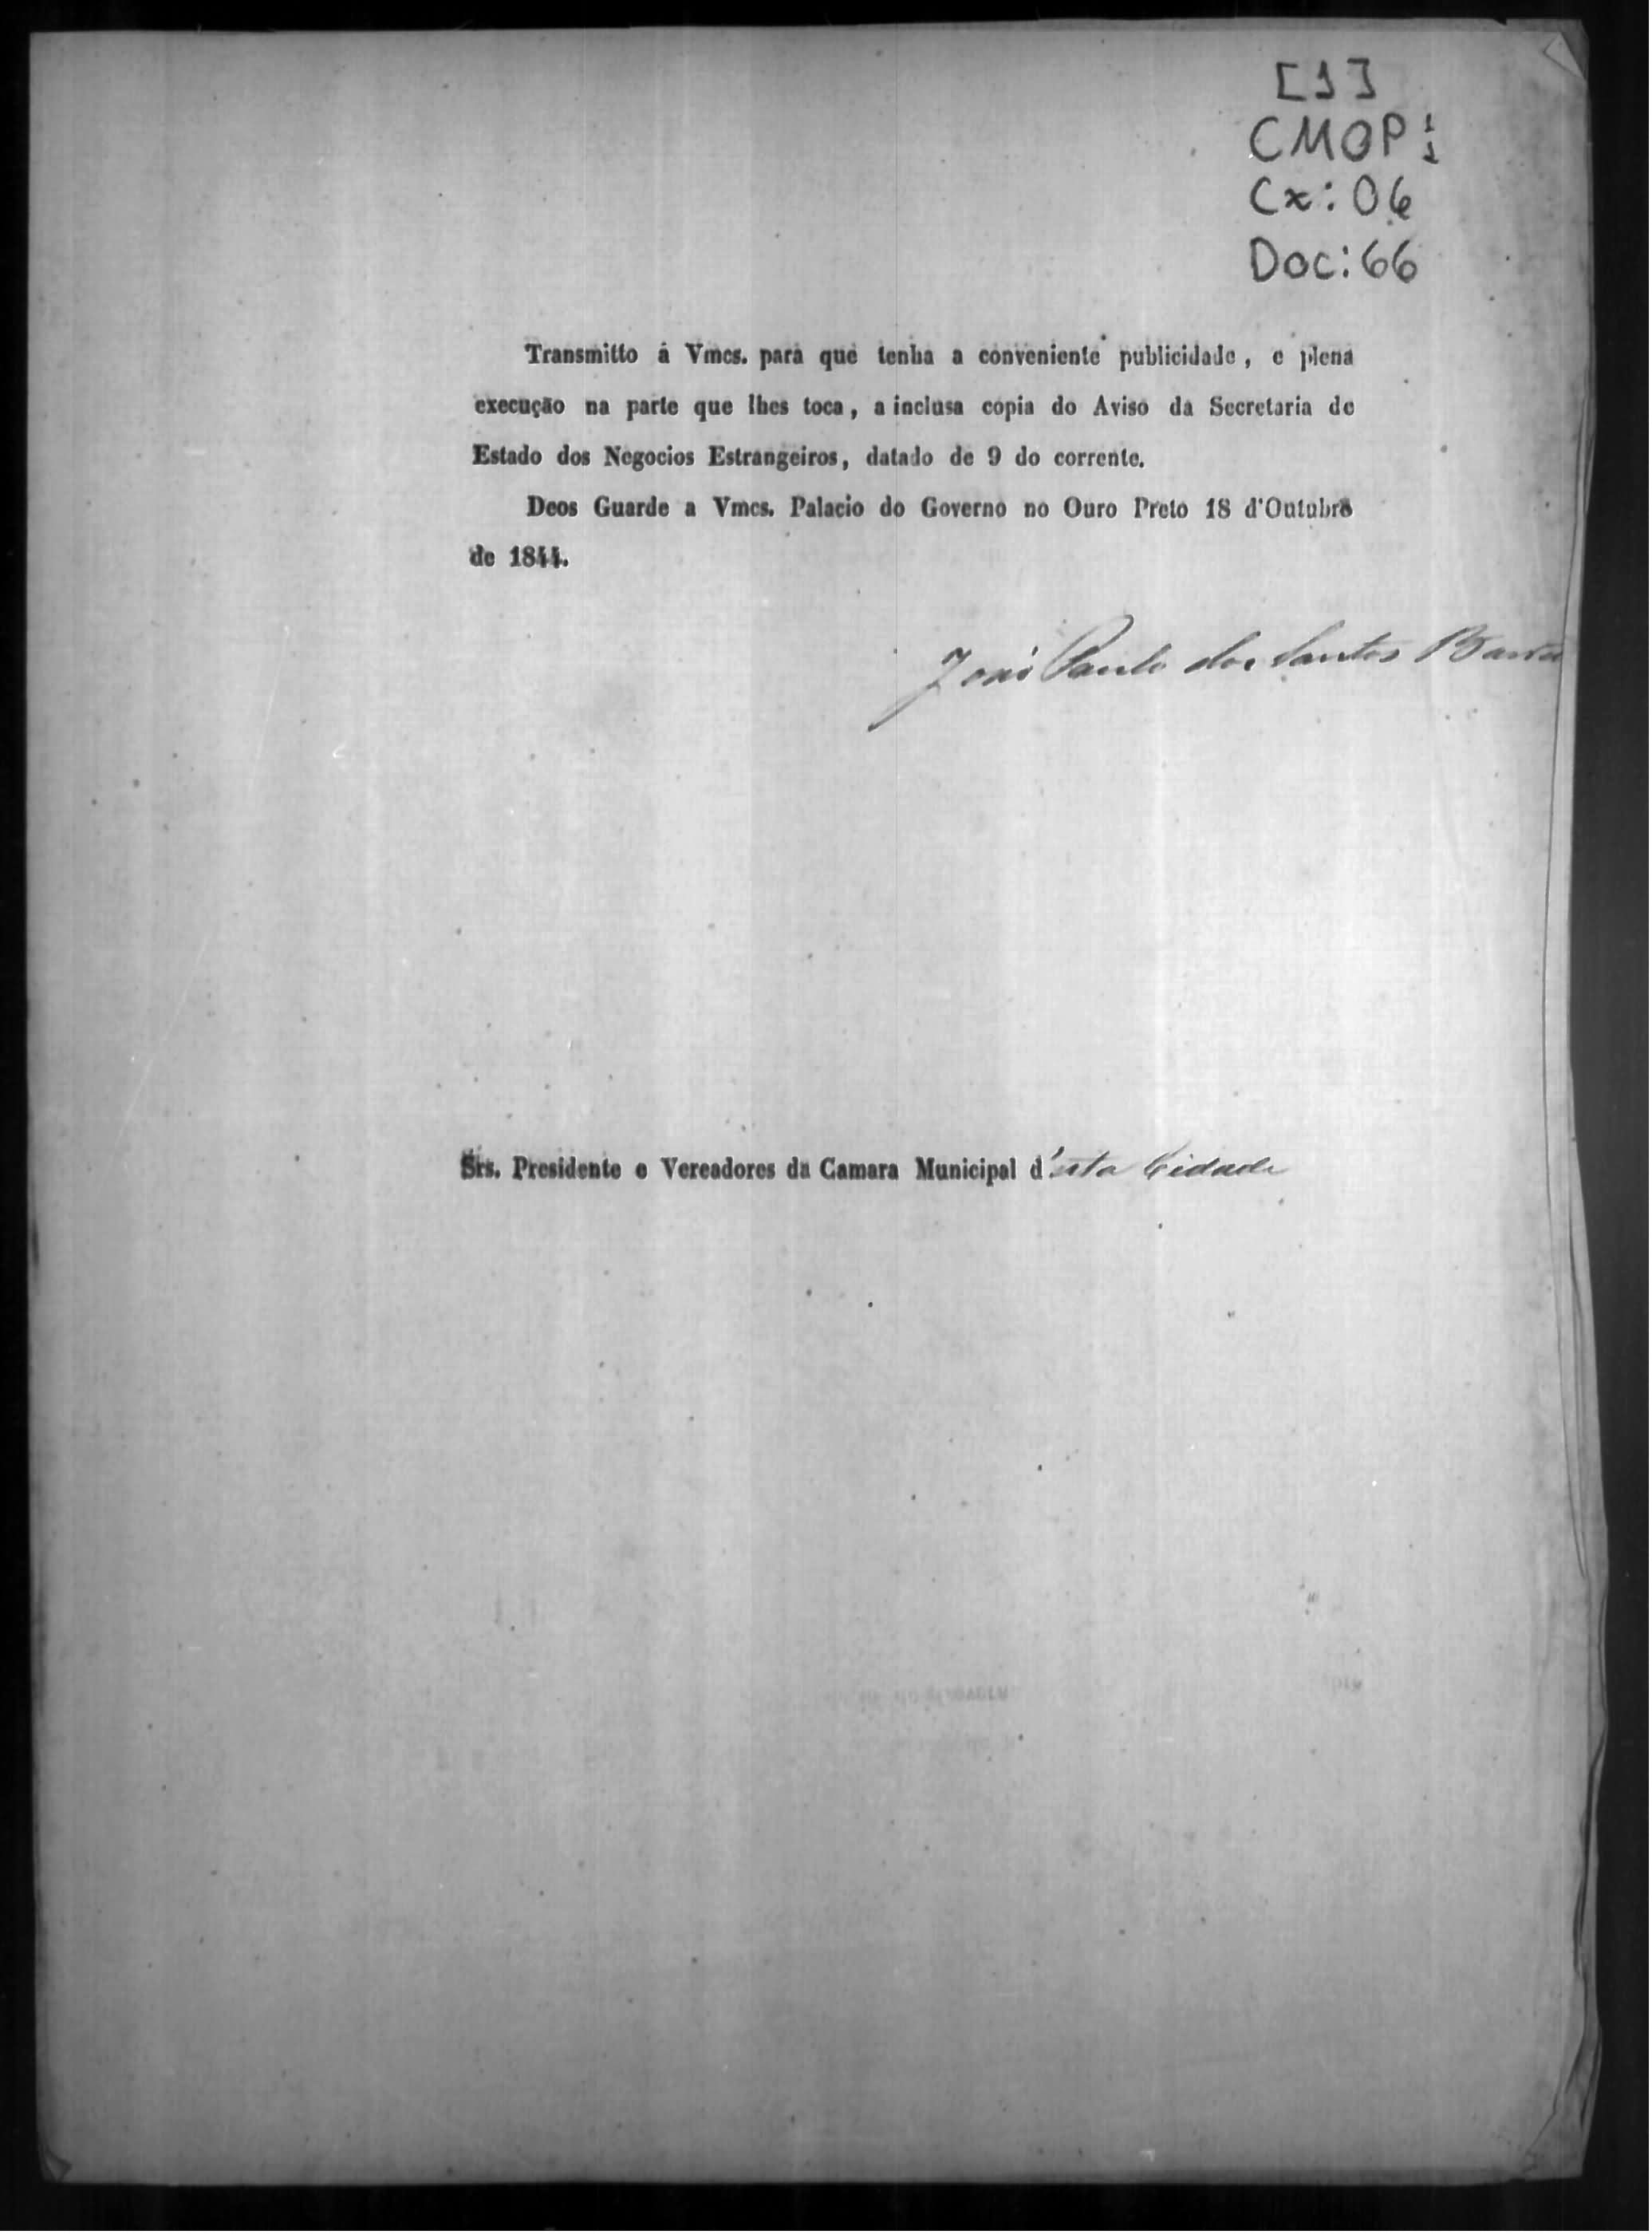 [1]
CMOP 1/1
Cx: 06
Doc: 66
Transmitto á Vmcs. para que tenha a conveniente publicidade, e plena
execução na parte que lhes toca, a inclusa copia do Aviso da Secretaria de
Estado dos Negocios Estrangeiros, datado de 9 do corrente.
Deos Guarde a Vmcs. Palacio do Governo no Ouro Preto 18 d'Outubro
de 1844.
João Paulo dos Santos
Srs. Presidente e Vereadores da Camara Municipal d'esta Cidade